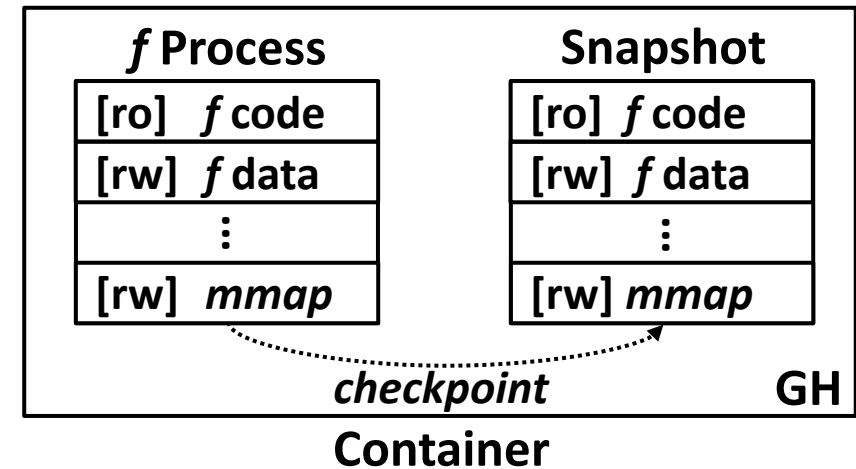 f Process
[ro] f code
[rw] f data
⋮
[rw] mmap
Snapshot
[ro] f code
[rw] f data
⋮
[rw] mmap
checkpoint
GH
Container